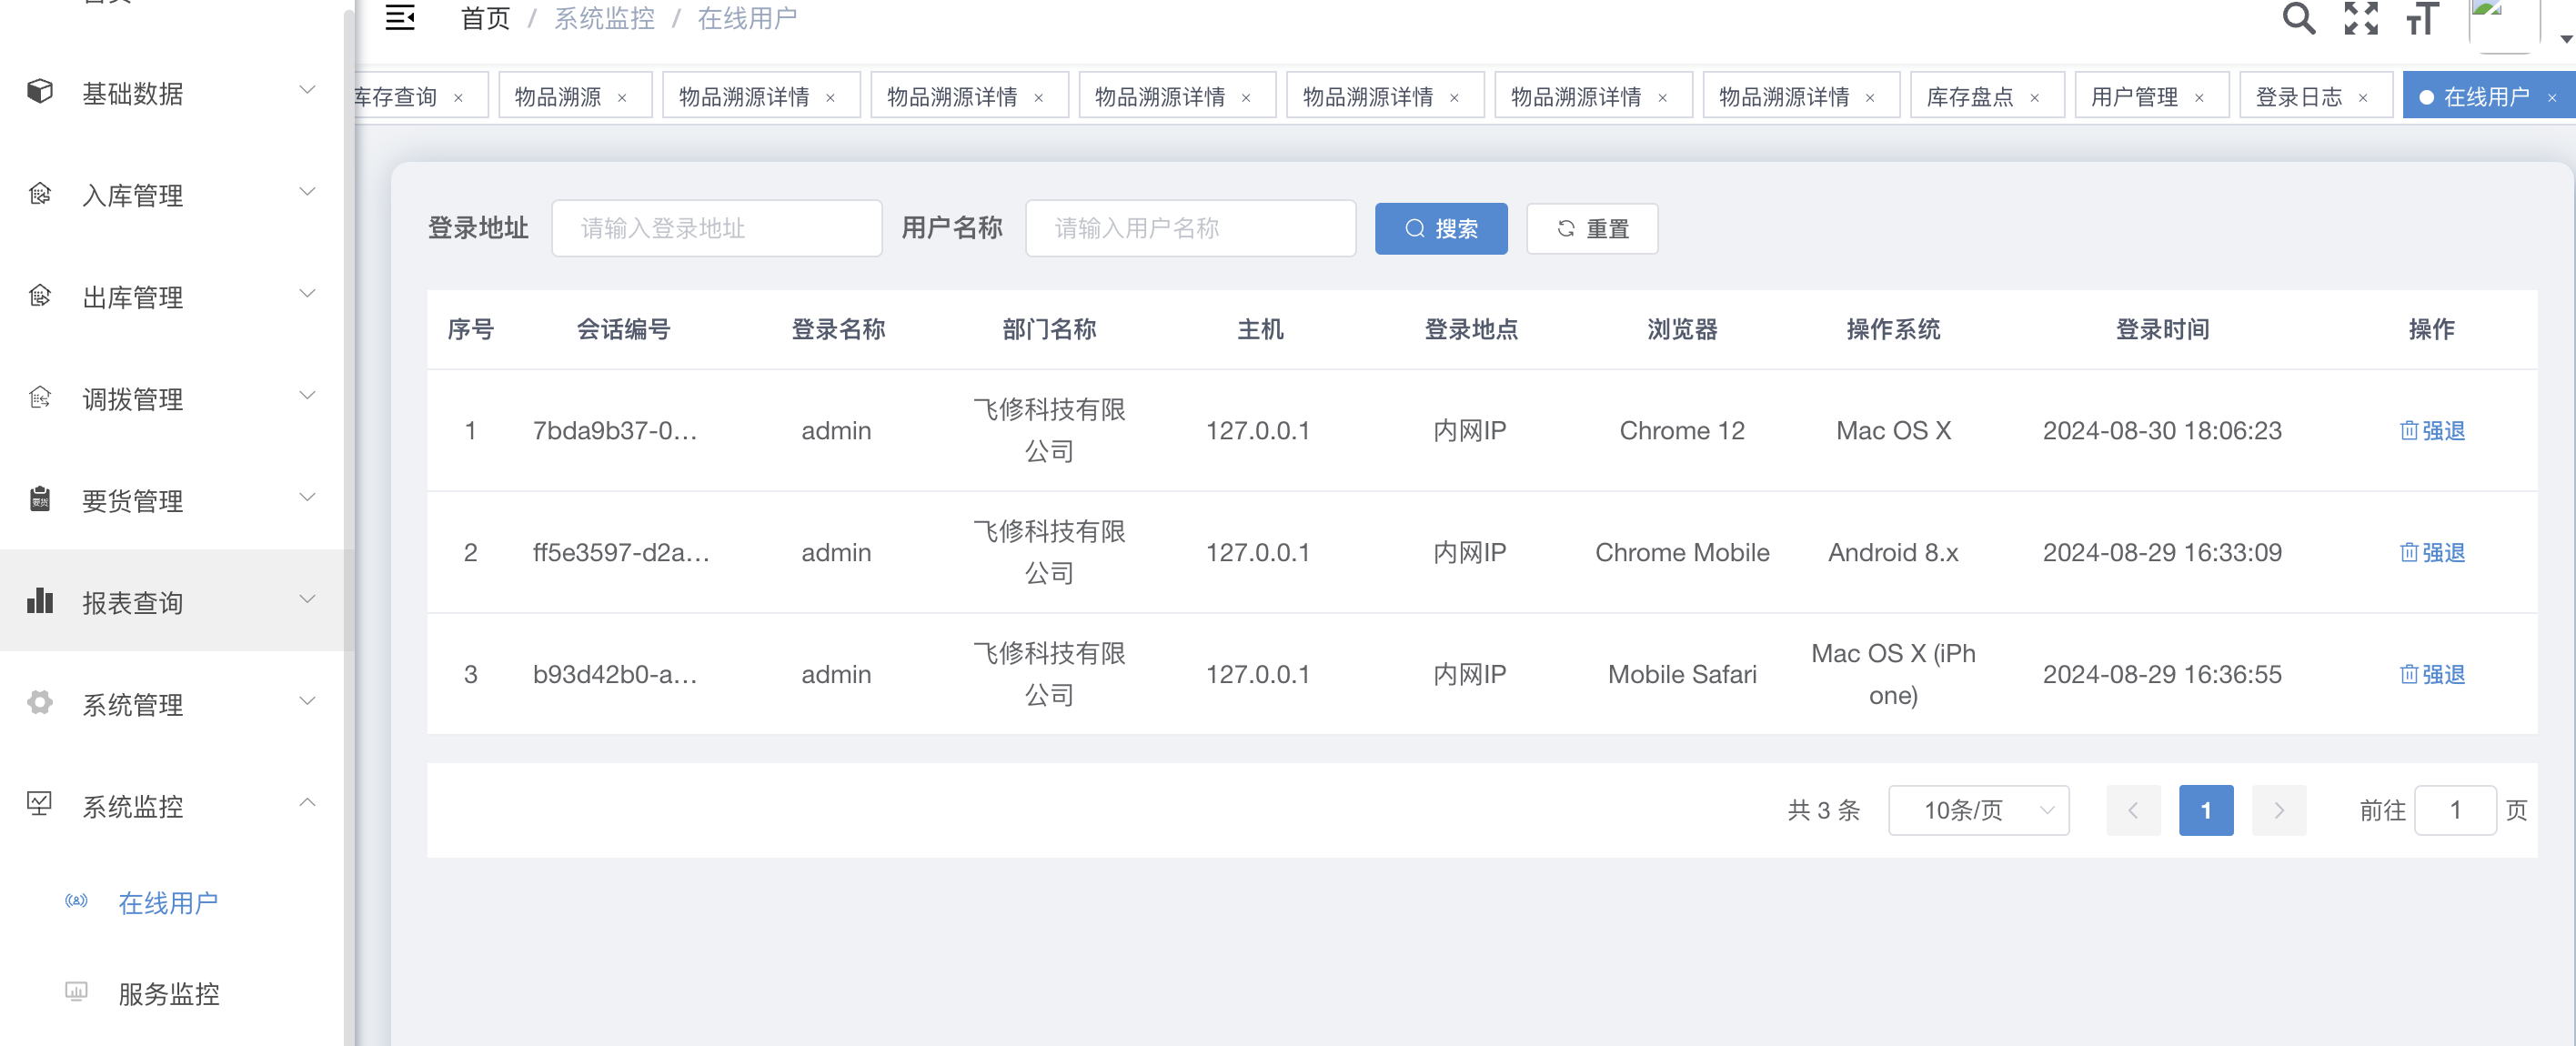 首页
基础数据
入库管理
出库管理
调拨管理
要货
要货管理
报表查询
系统管理
系统监控
在线用户
服务监控
首页 / 系统监控 / 在线用户
库存查询 × 物品溯源 × 物品溯源详情 × 物品溯源详情 × 物品溯源详情 × 物品溯源详情 × 物品溯源详情 × 物品溯源详情 × 库存盘点 × 用户管理 × 登录日志 × 在线用户 ×
登录地址 请输入登录地址 用户名称 请输入用户名称 搜索 重置
序号 会话编号 登录名称 部门名称 主机 登录地点 浏览器 操作系统 登录时间 操作
1 7bda9b37-0... admin 飞修科技有限 127.0.0.1 内网IP Chrome 12 Mac OS X 2024-08-30 18:06:23 强退
公司
2 ff5e3597-d2a... admin 飞修科技有限 127.0.0.1 内网IP Chrome Mobile Android 8.x 2024-08-29 16:33:09 强退
公司
3 b93d42b0-a... admin 飞修科技有限 127.0.0.1 内网IP Mobile Safari Mac OS X (iPh 2024-08-29 16:36:55 强退
公司 one)
共 3 条 10条/页 1 前往 1 页